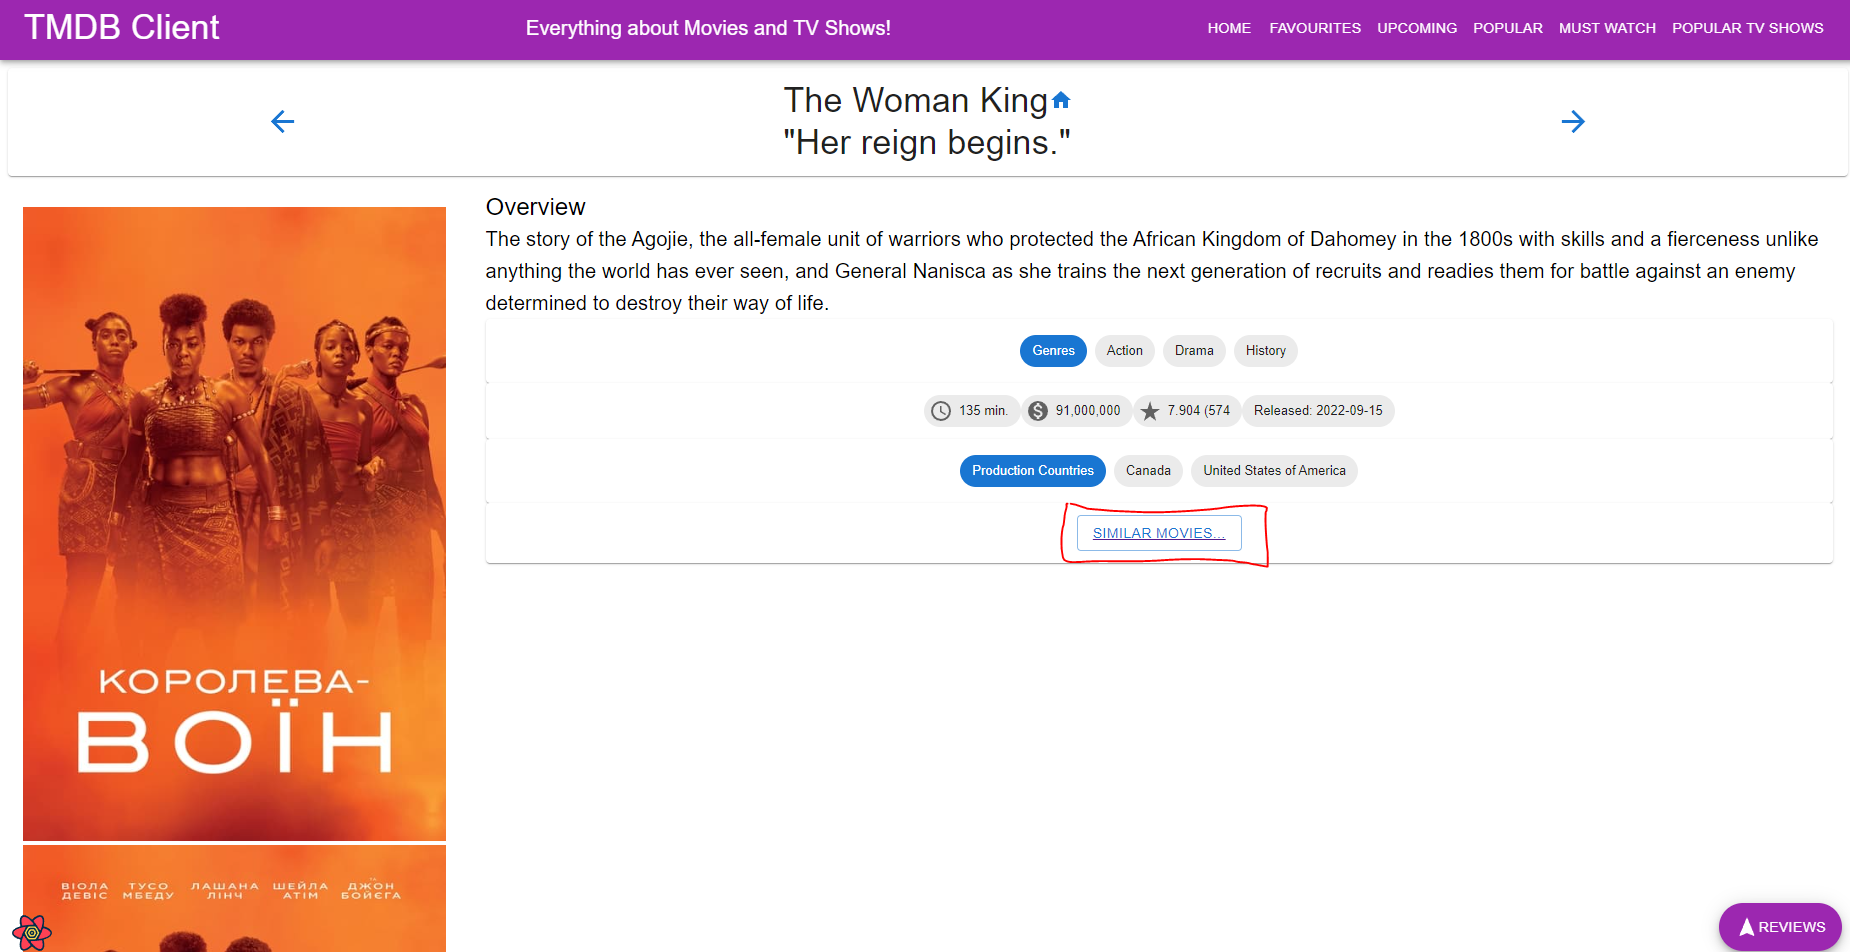 TMDB Client
Everything about Movies and TV Shows!
HOME FAVOURITES UPCOMING POPULAR MUST WATCH POPULAR TV SHOWS
The Woman King
"Her reign begins."
Overview
The story of the Agojie, the all-female unit of warriors who protected the African Kingdom of Dahomey in the 1800s with skills and a fierceness unlike
anything the world has ever seen, and General Nanisca as she trains the next generation of recruits and readies them for battle against an enemy
determined to destroy their way of life.
Genres Action Drama History
135 min. 91,000,000 7.904 (574 Released: 2022-09-15
Production Countries Canada United States of America
SIMILAR MOVIES...
КОРОЛЕВА-
ВОЇН
ВІОЛА ТУСО ЛАШАНА ШЕЙЛА ДЖОН
ДЕВІС МБЕДУ ЛІНЧ АТІМ БОЙЄГА
REVIEWS